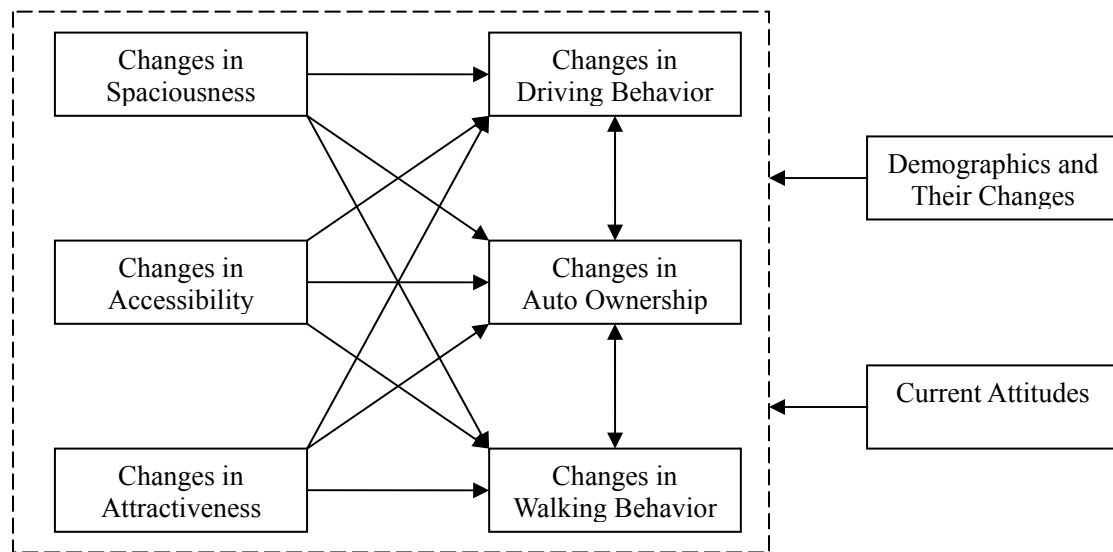 Changes in
Spaciousness
Changes in
Driving Behavior
Demographics and
Their Changes
Changes in
Accessibility
Changes in
Auto Ownership
Current Attitudes
Changes in
Attractiveness
Changes in
Walking Behavior